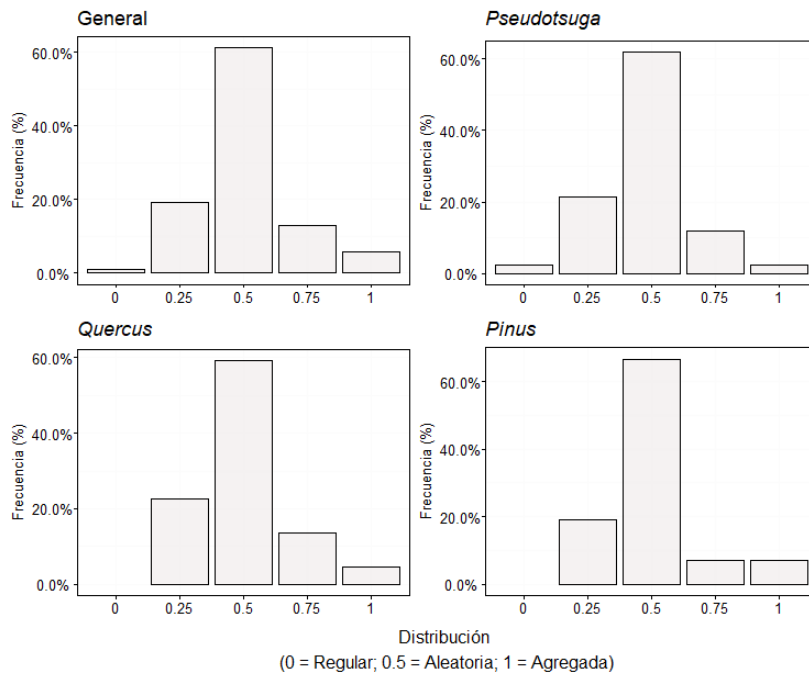 General
Frecuencia (%)
60.0%
40.0%
20.0%
0.0%
0 0.25 0.5 0.75 1
Pseudotsuga
Frecuencia (%)
60.0%
40.0%
20.0%
0.0%
0 0.25 0.5 0.75 1
Quercus
Frecuencia (%)
60.0%
40.0%
20.0%
0.0%
0 0.25 0.5 0.75 1
Pinus
Frecuencia (%)
60.0%
40.0%
20.0%
0.0%
0 0.25 0.5 0.75 1
Distribución
(0 = Regular; 0.5 = Aleatoria; 1 = Agregada)